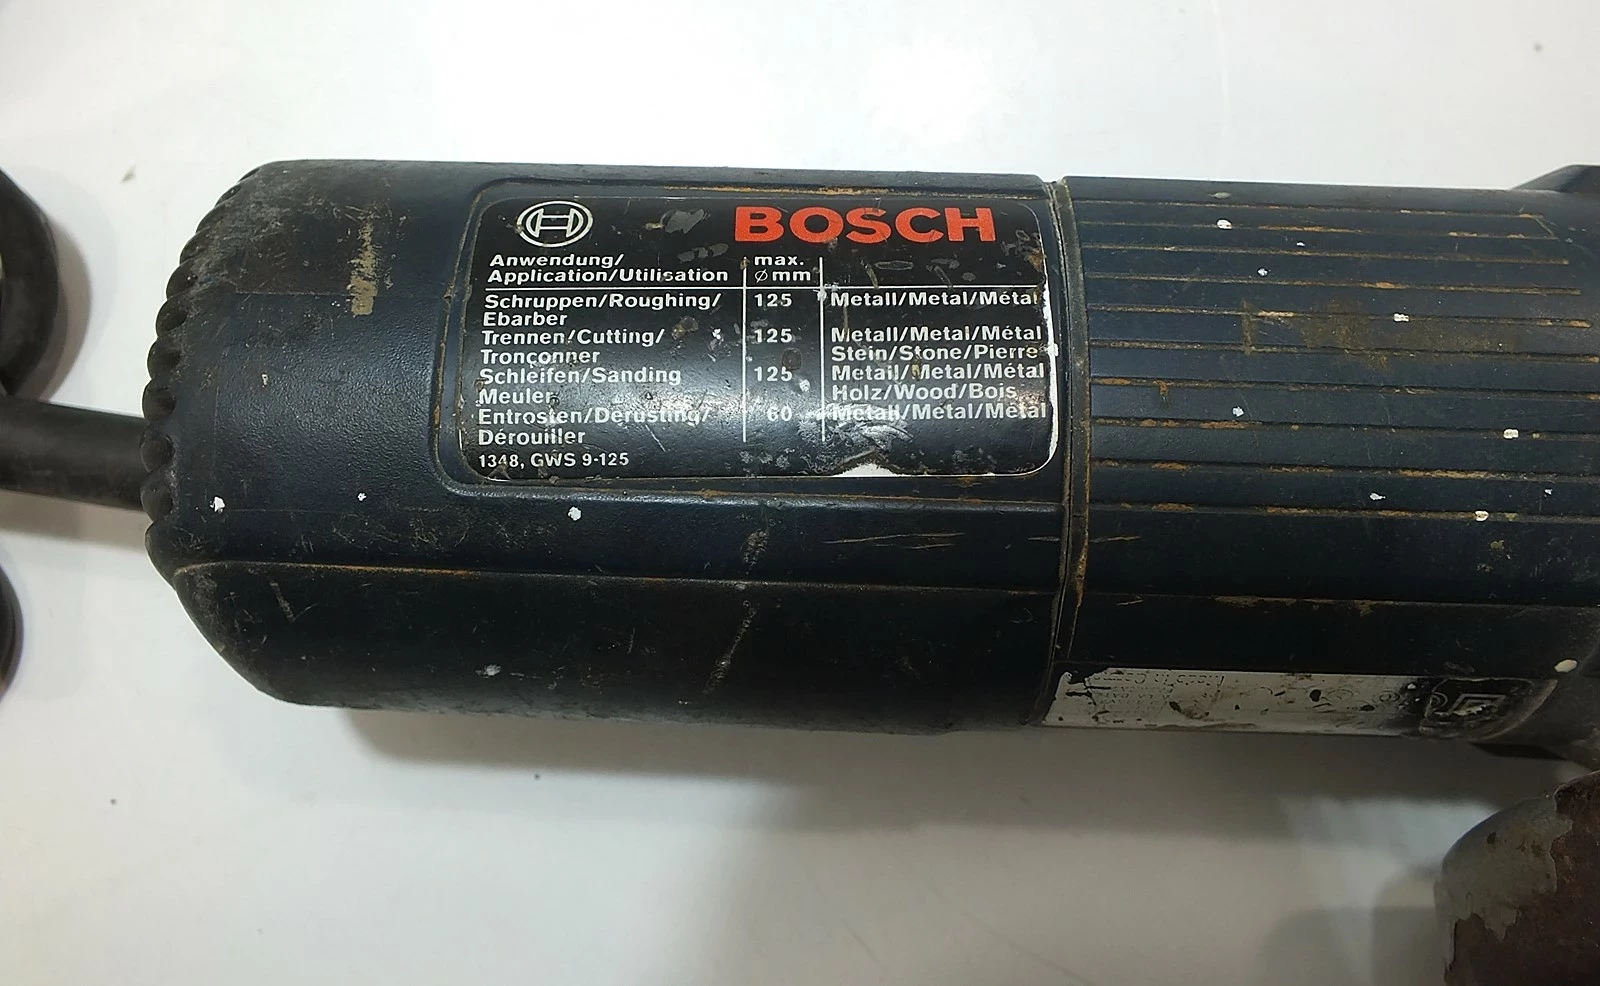 BOSCH
Anwendung/ max.
Application/Utilisation Ø mm
Schruppen/Roughing/ 125 Metall/Metal/Métal
Ebarber
Trennen/Cutting/ 125 Metall/Metal/Métal
Tronçonner Stein/Stone/Pierre
Schleifen/Sanding 125 Metall/Metal/Métal
Meuler Holz/Wood/Bois
Entrosten/Derusting/ 60 Metall/Metal/Métal
Dérouiller
1348, GWS 9-125